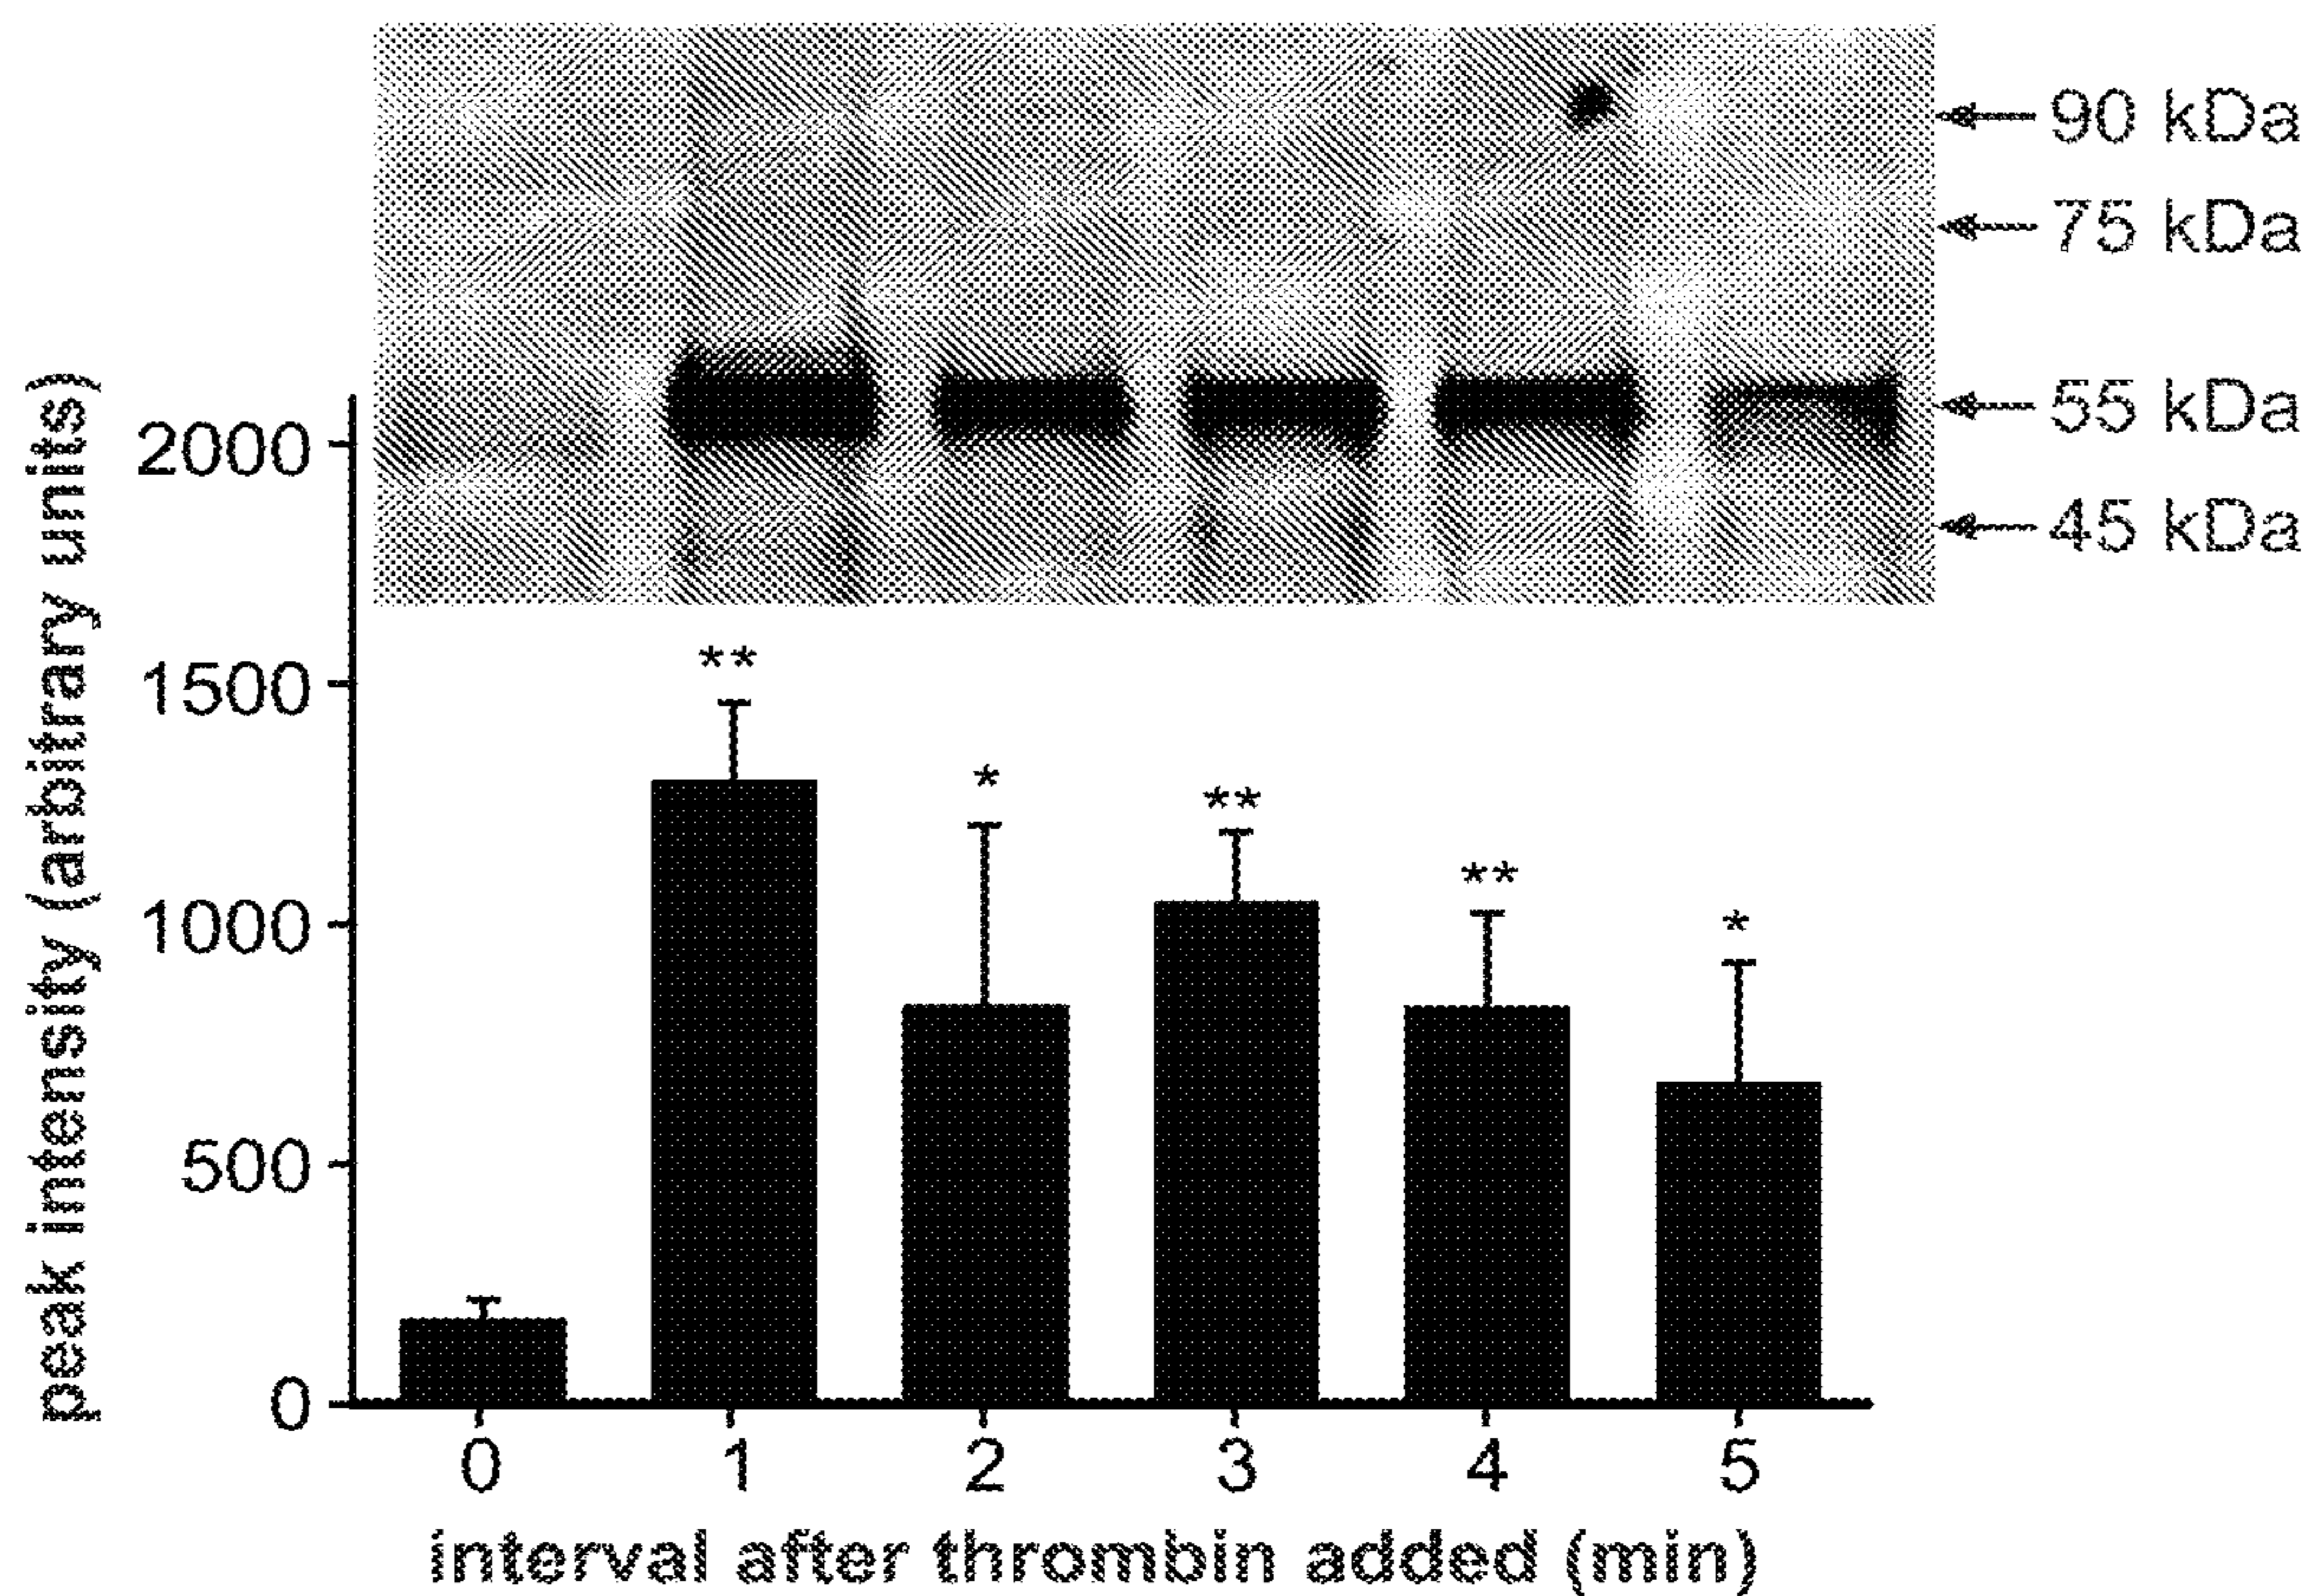 90 kDa
75 kDa
55 kDa
45 kDa
peak intensity (arbitrary units)
2000
1500
1000
500
0
**
*
**
**
*
0 1 2 3 4 5
interval after thrombin added (min)